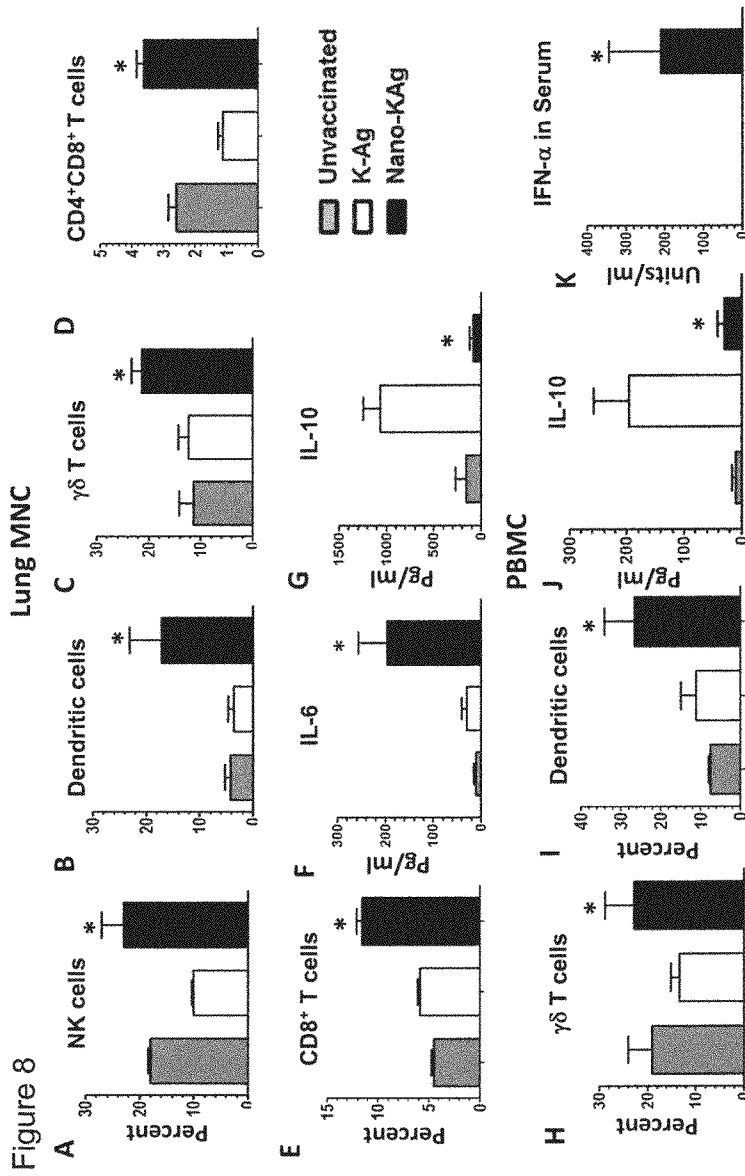 Figure 8
Lung MNC
A
NK cells
Percent
30
20
10
0
*
B
Dendritic cells
30
20
10
0
*
C
γδ T cells
30
20
10
0
*
D
CD4⁺CD8⁺ T cells
5
4
3
2
1
0
*
E
CD8⁺ T cells
Percent
15
10
5
0
*
F
IL-6
Pg/ml
300
200
100
0
*
G
IL-10
Pg/ml
1500
1000
500
0
*
Unvaccinated
K-Ag
Nano-KAg
PBMC
H
γδ T cells
Percent
30
20
10
0
*
I
Dendritic cells
Percent
40
30
20
10
0
*
J
IL-10
Pg/ml
300
200
100
0
*
K
IFN-α in Serum
Units/ml
400
300
200
100
0
*